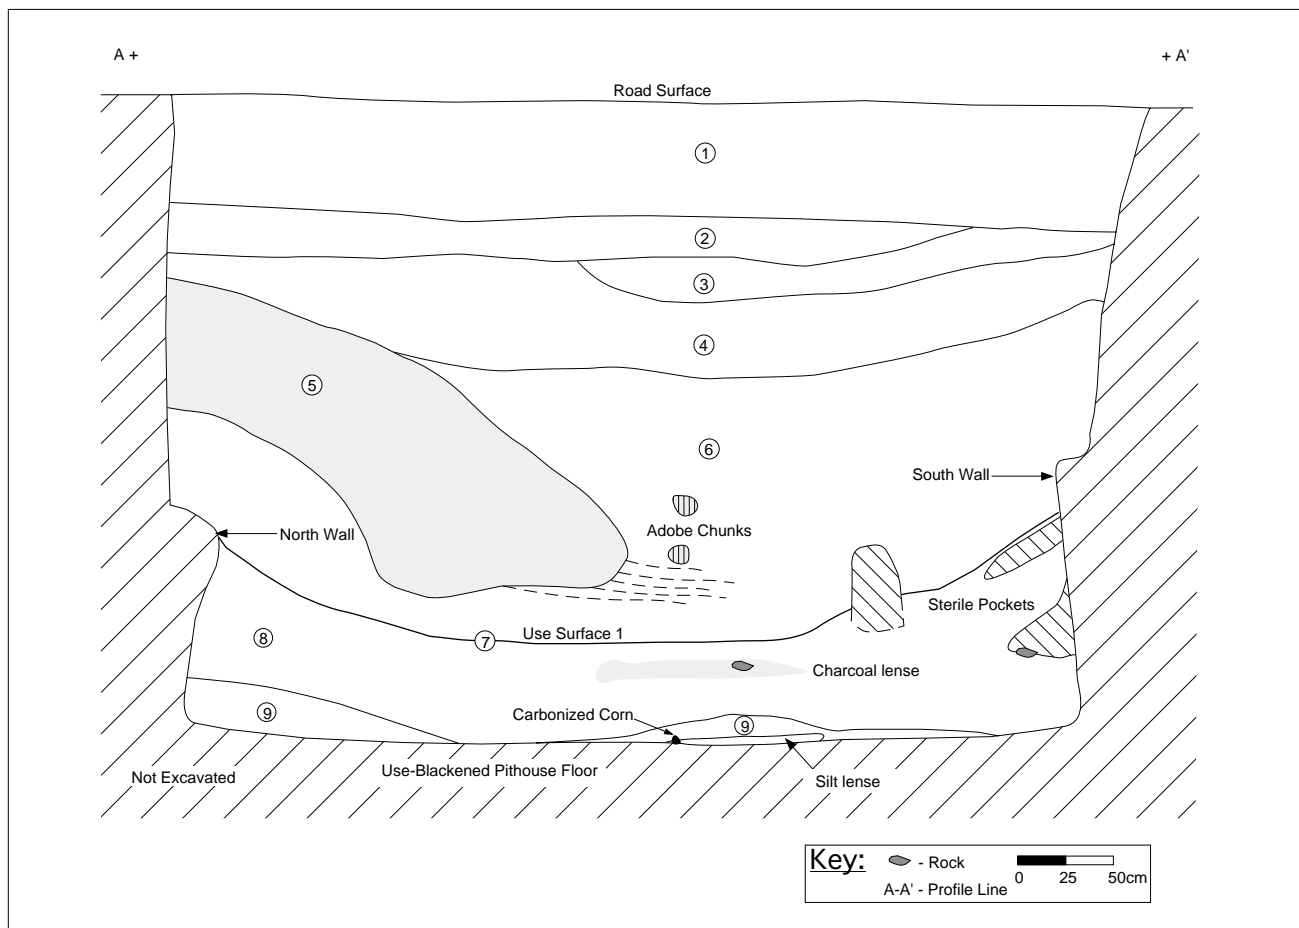 A +
+ A'
Road Surface
1
2
3
4
5
6
South Wall
Adobe Chunks
North Wall
Sterile Pockets
Use Surface 1
7
8
Charcoal lense
9
Carbonized Corn
9
Use-Blackened Pithouse Floor
Not Excavated
Silt lense
Key:
- Rock
0 25 50cm
A-A' - Profile Line